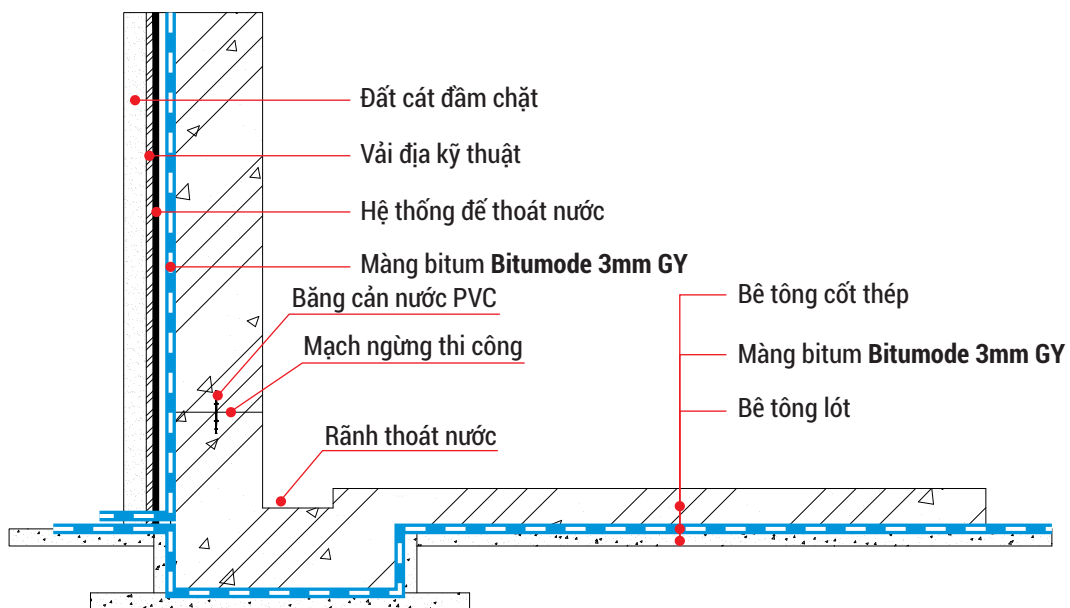 Đất cát đầm chặt
Vải địa kỹ thuật
Hệ thống đế thoát nước
Màng bitum Bitumode 3mm GY
Băng cản nước PVC
Mạch ngừng thi công
Rãnh thoát nước
Bê tông cốt thép
Màng bitum Bitumode 3mm GY
Bê tông lót